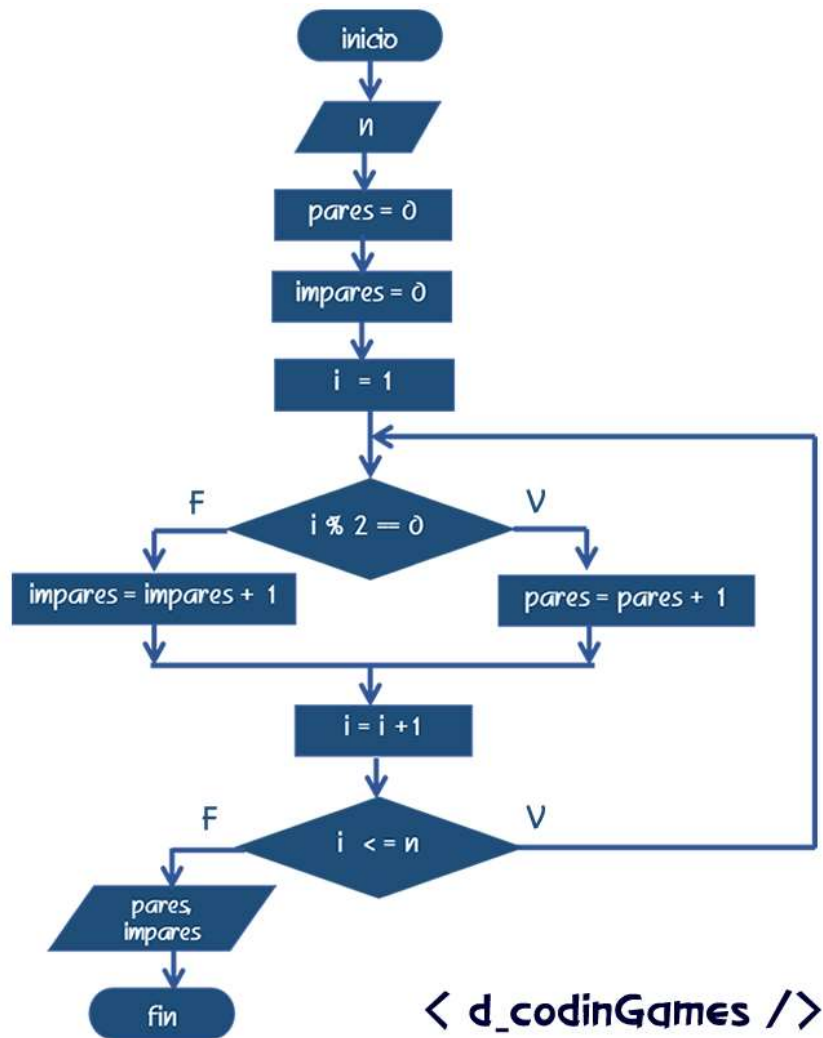 inicio
n
pares = 0
impares = 0
i = 1
F
V
i % 2 == 0
impares = impares + 1
pares = pares + 1
i = i +1
F
V
i < = n
pares,
impares
fin
< d_codinGames />